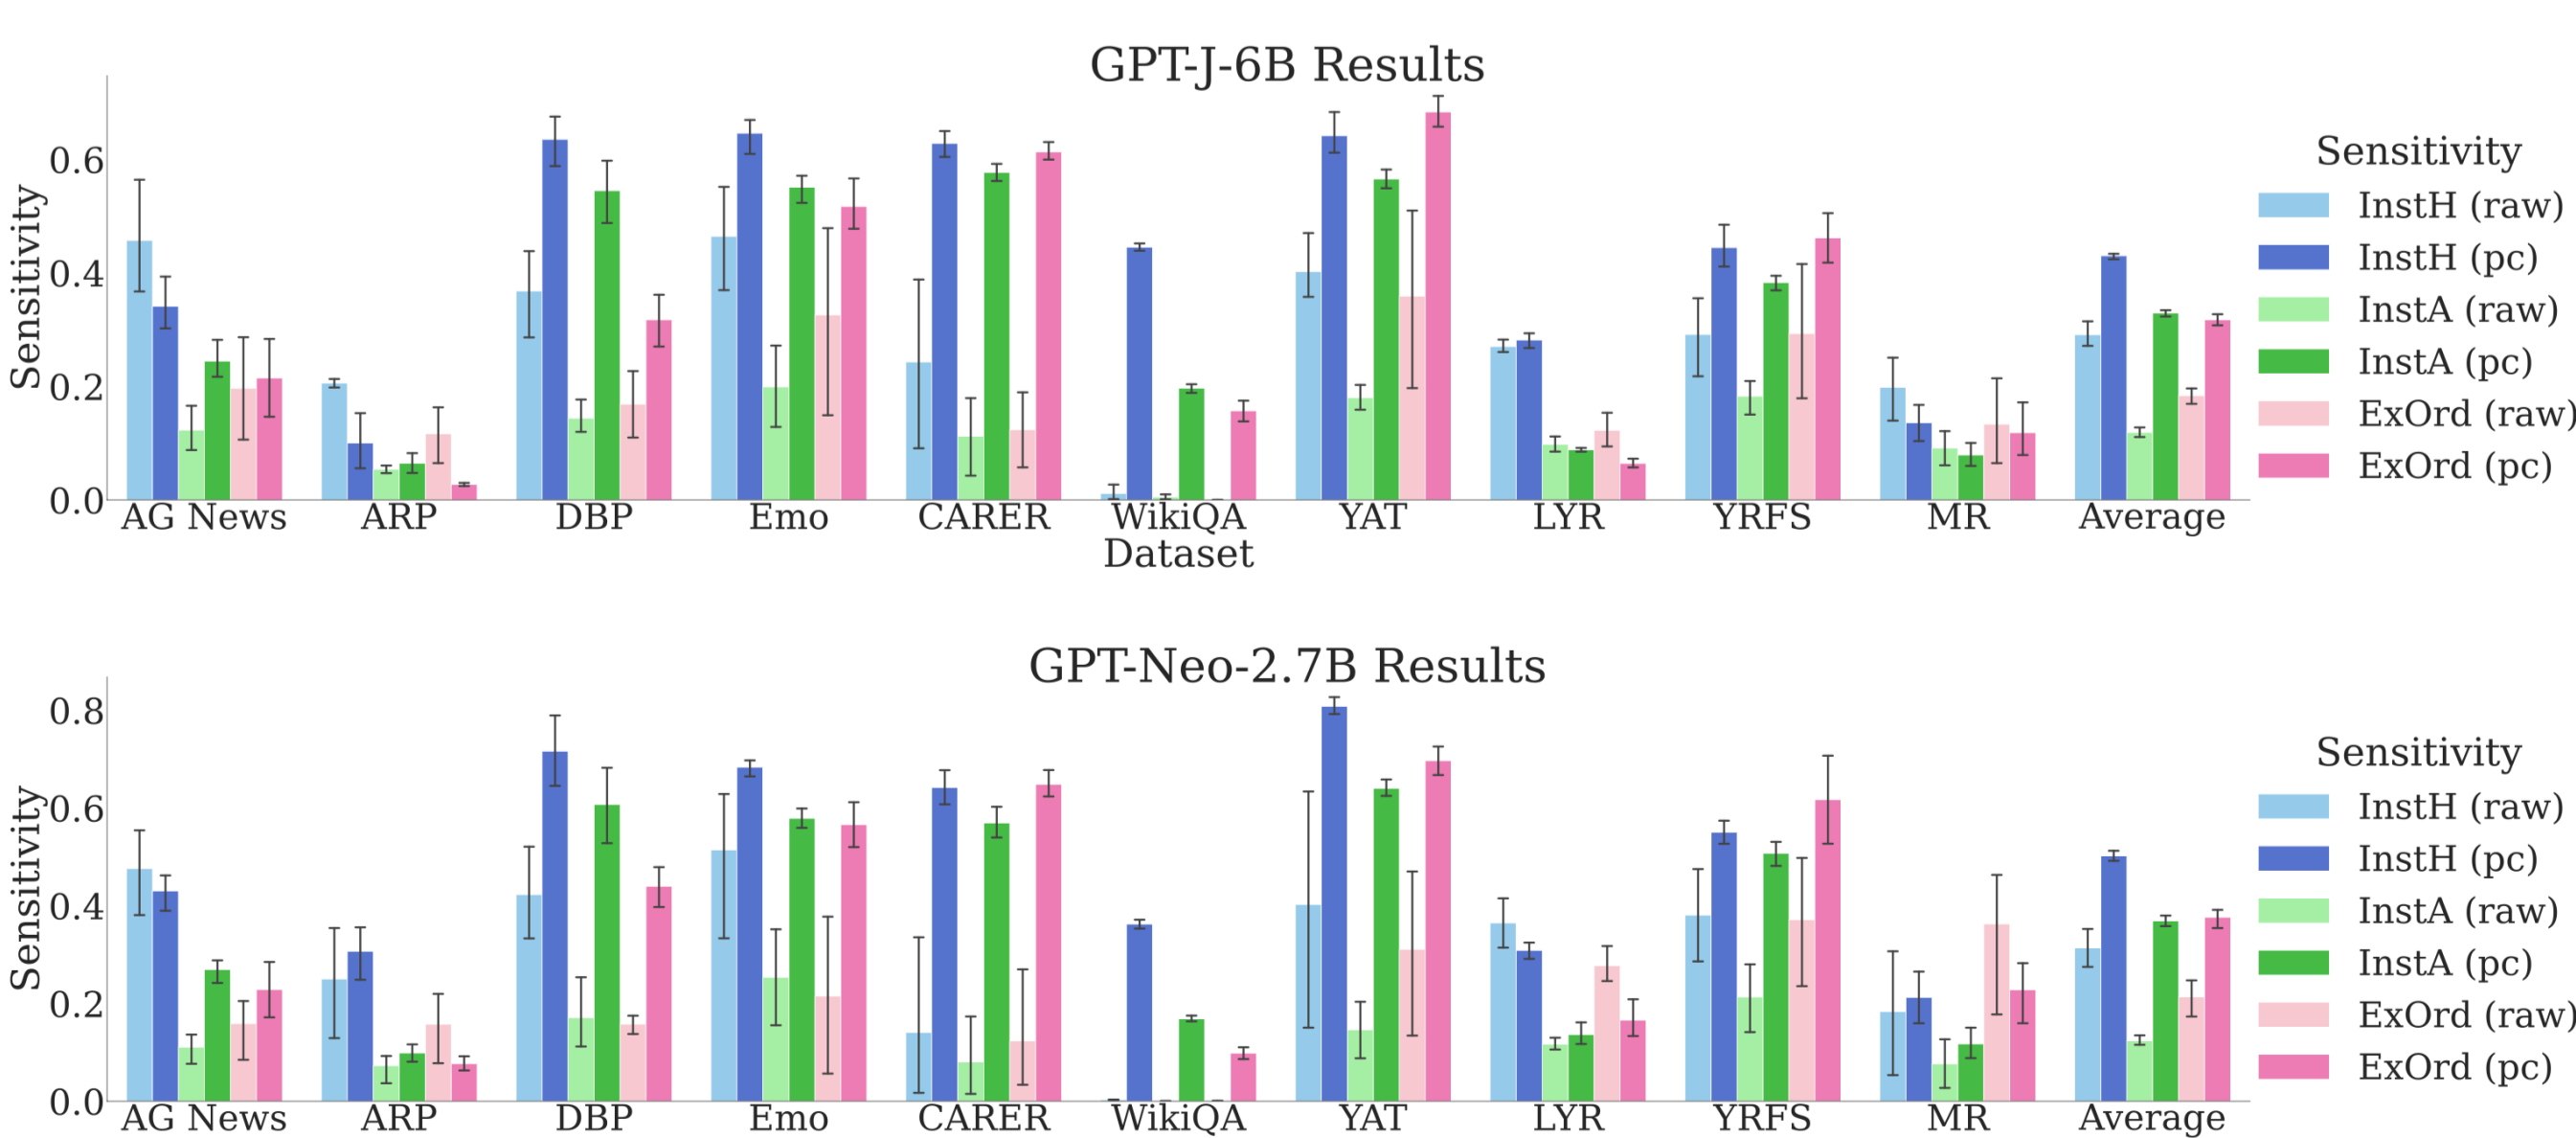 GPT-J-6B Results
Sensitivity
0.6
0.4
0.2
0.0
AG News ARP DBP Emo CARER WikiQA YAT LYR YRFS MR Average
Dataset
Sensitivity
InstH (raw)
InstH (pc)
InstA (raw)
InstA (pc)
ExOrd (raw)
ExOrd (pc)
GPT-Neo-2.7B Results
Sensitivity
0.8
0.6
0.4
0.2
0.0
AG News ARP DBP Emo CARER WikiQA YAT LYR YRFS MR Average
Sensitivity
InstH (raw)
InstH (pc)
InstA (raw)
InstA (pc)
ExOrd (raw)
ExOrd (pc)